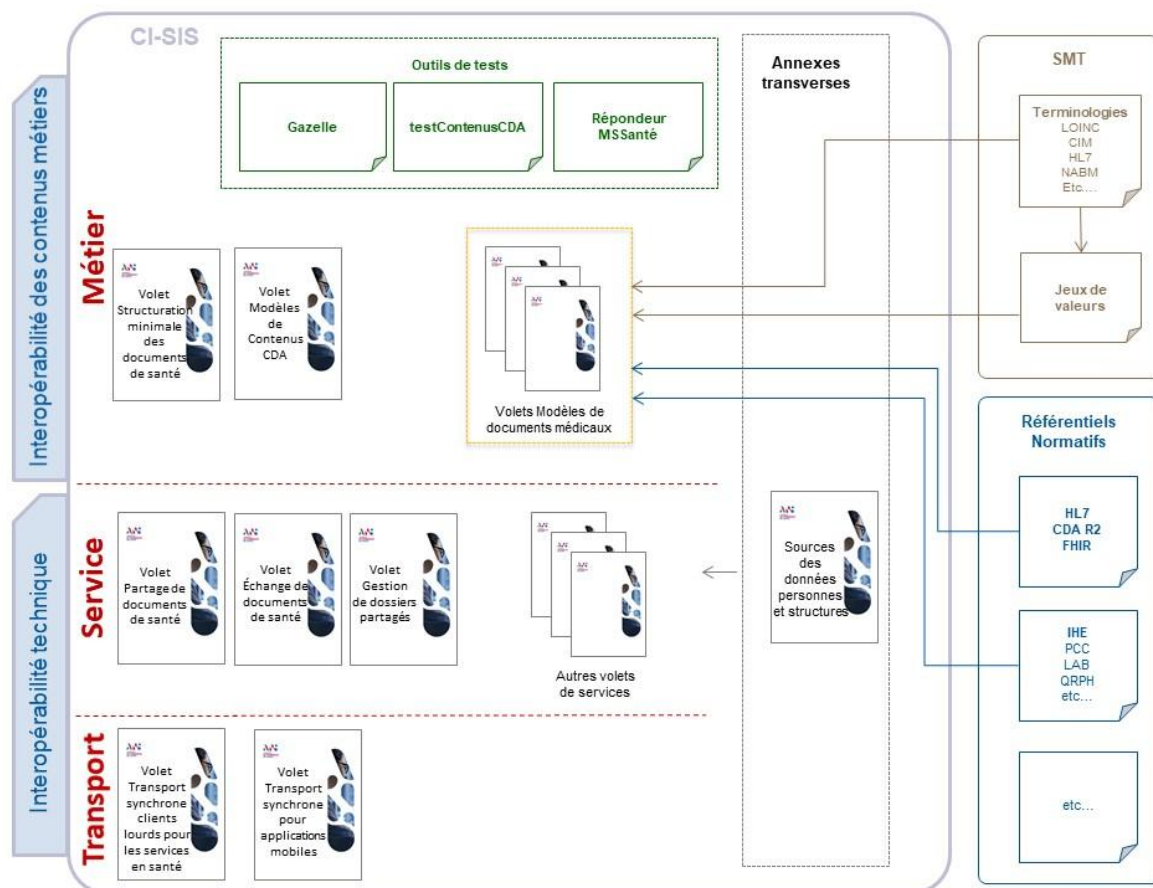 CI-SIS
Interopérabilité des contenus métiers
Interopérabilité technique
Métier
Service
Transport
Outils de tests
Gazelle
testContenusCDA
Répondeur
MSSanté
Annexes
transverses
SMT
Terminologies
LOINC
CIM
HL7
NABM
Etc....
Jeux de
valeurs
Volet
Structuration
minimale
des
documents
de santé
Volet
Modèles
de
Contenus
CDA
Volets Modèles de
documents médicaux
Référentiels
Normatifs
HL7
CDA R2
FHIR
IHE
PCC
LAB
QRPH
etc...
etc...
Volet
Partage de
documents
de santé
Volet
Échange de
documents
de santé
Volet
Gestion
de dossiers
partagés
Autres volets
de services
Sources
des
données
personnes
et structures
Volet
Transport
synchrone
clients
lourds pour
les services
en santé
Volet
Transport
synchrone
pour
applications
mobiles